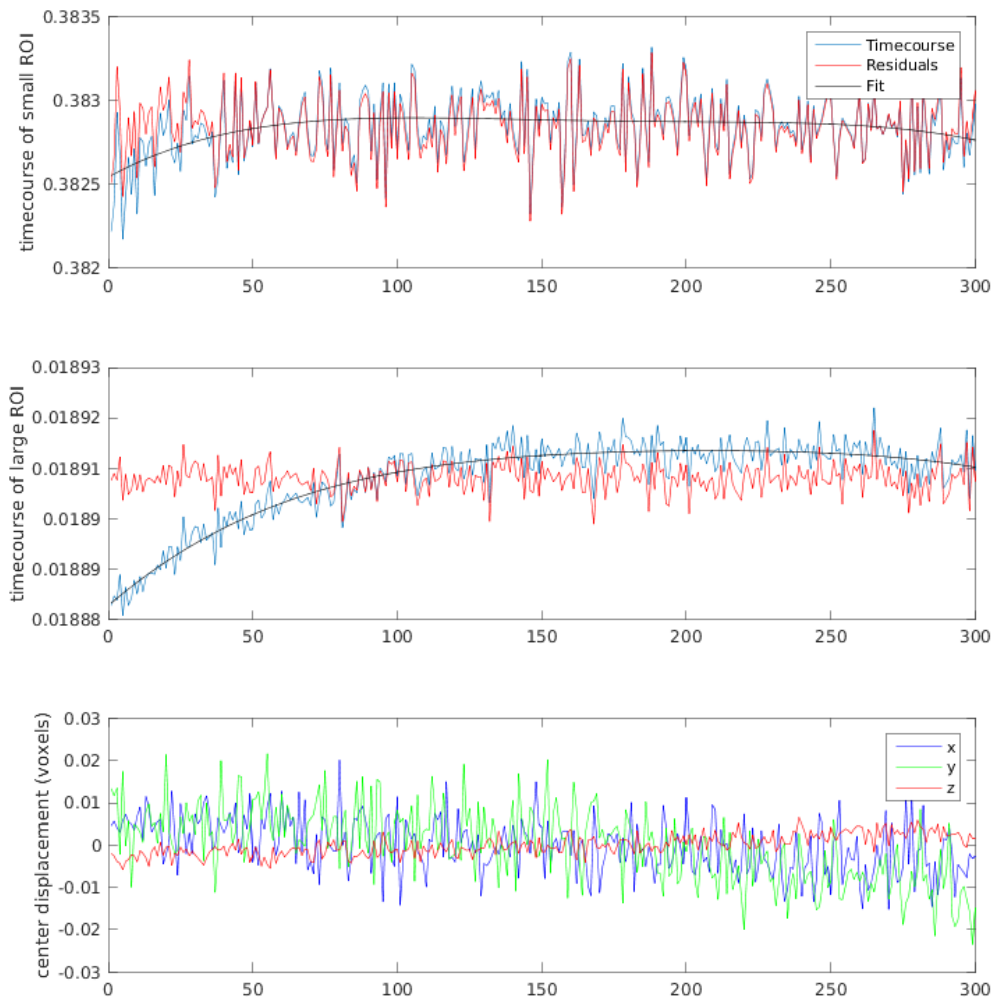 timecourse of small ROI
0.3835
0.383
0.3825
0.382
Timecourse
Residuals
Fit
0 50 100 150 200 250 300
timecourse of large ROI
0.01893
0.01892
0.01891
0.0189
0.01889
0.01888
0 50 100 150 200 250 300
center displacement (voxels)
0.03
0.02
0.01
0
-0.01
-0.02
-0.03
x
y
z
0 50 100 150 200 250 300